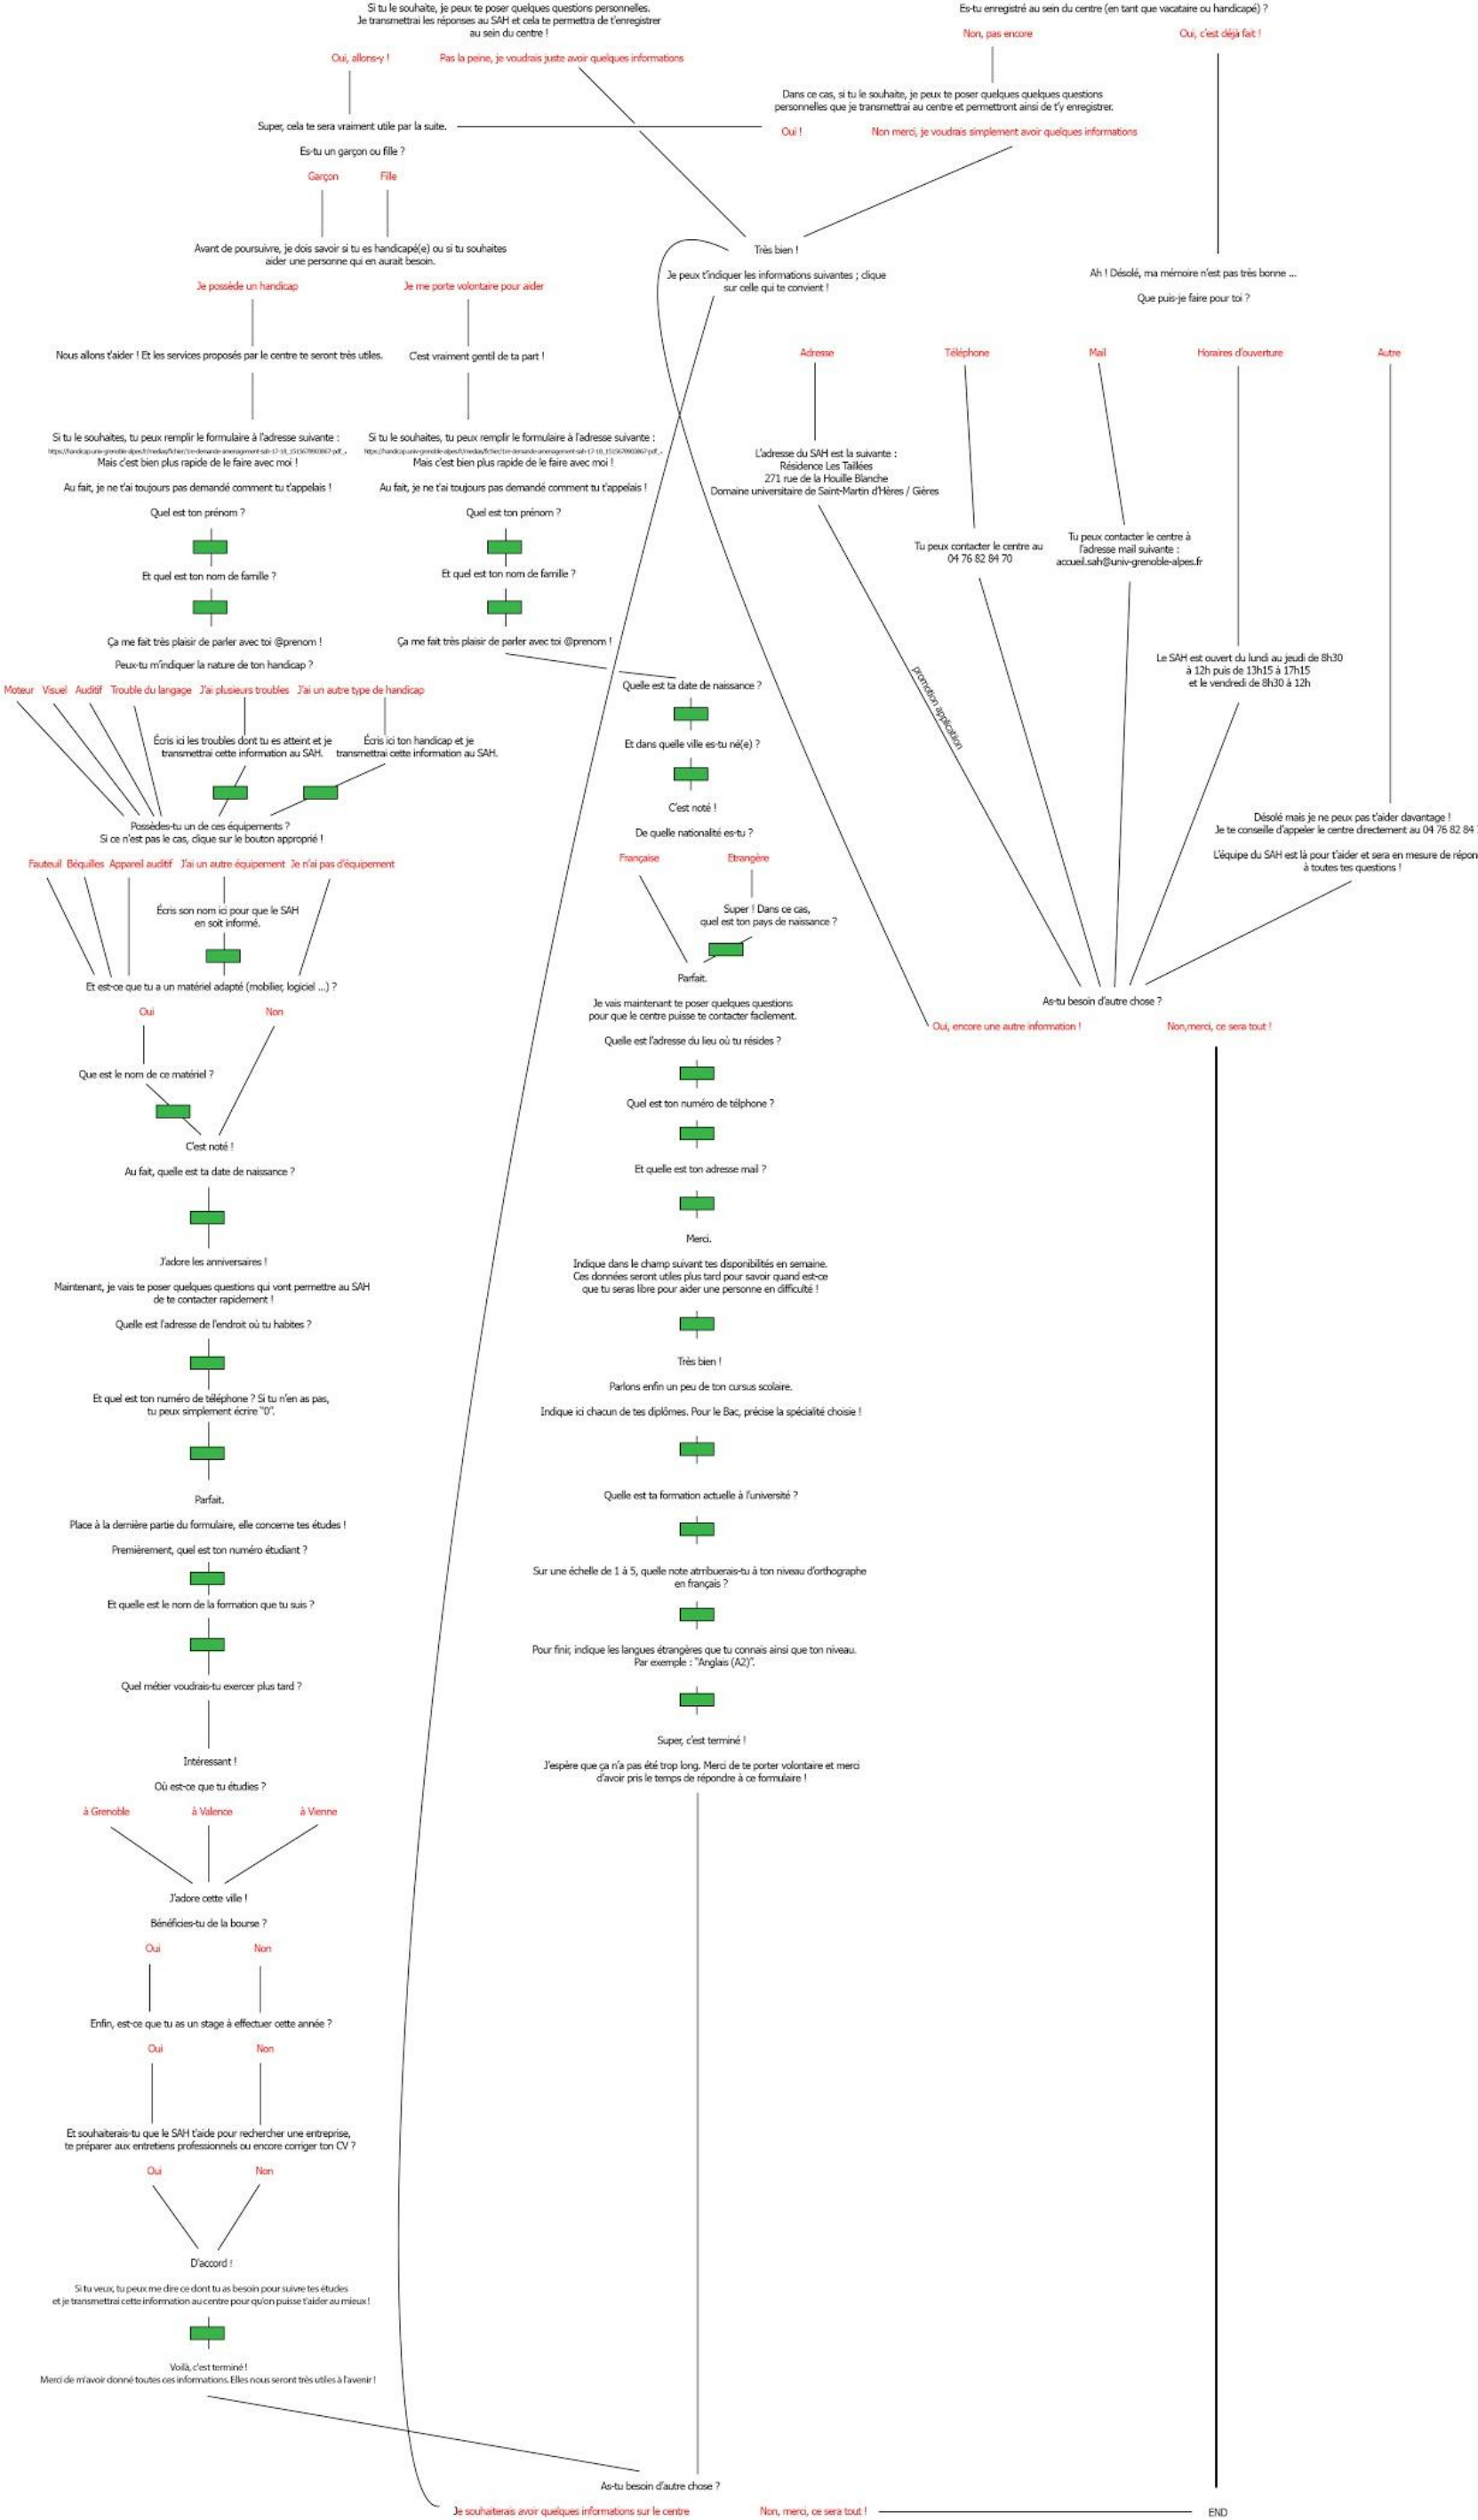 Si tu le souhaite, je peux te poser quelques questions personnelles.
Je transmettrai les réponses au SAH et cela te permettra de t'enregistrer
au sein du centre !
Oui, allons-y !
Pas la peine, je voudrais juste avoir quelques informations
Es-tu enregistré au sein du centre (en tant que vacataire ou handicapé) ?
Non, pas encore
Oui, c'est déjà fait !
Dans ce cas, si tu le souhaite, je peux te poser quelques quelques questions
personnelles que je transmettrai au centre et permettront ainsi de t'y enregistrer.
Oui !
Non merci, je voudrais simplement avoir quelques informations
Super, cela te sera vraiment utile par la suite.
Es-tu un garçon ou fille ?
Garçon
Fille
Avant de poursuivre, je dois savoir si tu es handicapé(e) ou si tu souhaites
aider une personne qui en aurait besoin.
Je possède un handicap
Je me porte volontaire pour aider
Nous allons t'aider ! Et les services proposés par le centre te seront très utiles.
C'est vraiment gentil de ta part !
Si tu le souhaites, tu peux remplir le formulaire à l'adresse suivante :
Mais c'est bien plus rapide de le faire avec moi !
Au fait, je ne t'ai toujours pas demandé comment tu t'appelais !
Quel est ton prénom ?
Et quel est ton nom de famille ?
Ça me fait très plaisir de parler avec toi @prenom !
Peux-tu m'indiquer la nature de ton handicap ?
Moteur
Visuel
Auditif
Trouble du langage
J'ai plusieurs troubles
J'ai un autre type de handicap
Écris ici les troubles dont tu es atteint et je
transmettrai cette information au SAH.
Écris ici ton handicap et je
transmettrai cette information au SAH.
Possèdes-tu un de ces équipements ?
Si ce n'est pas le cas, clique sur le bouton approprié !
Fauteuil
Béquilles
Appareil auditif
J'ai un autre équipement
Je n'ai pas d'équipement
Écris son nom ici pour que le SAH
en soit informé.
Et est-ce que tu a un matériel adapté (mobilier, logiciel ...) ?
Oui
Non
Que est le nom de ce matériel ?
C'est noté !
Au fait, quelle est ta date de naissance ?
J'adore les anniversaires !
Maintenant, je vais te poser quelques questions qui vont permettre au SAH
de te contacter rapidement !
Quelle est l'adresse de l'endroit où tu habites ?
Et quel est ton numéro de téléphone ? Si tu n'en as pas,
tu peux simplement écrire "0".
Parfait.
Place à la dernière partie du formulaire, elle concerne tes études !
Premièrement, quel est ton numéro étudiant ?
Et quelle est le nom de la formation que tu suis ?
Quel métier voudrais-tu exercer plus tard ?
Intéressant !
Où est-ce que tu étudies ?
à Grenoble
à Valence
à Vienne
J'adore cette ville !
Bénéficies-tu de la bourse ?
Oui
Non
Enfin, est-ce que tu as un stage à effectuer cette année ?
Oui
Non
Et souhaiterais-tu que le SAH t'aide pour rechercher une entreprise,
te préparer aux entretiens professionnels ou encore corriger ton CV ?
Oui
Non
D'accord !
Si tu veux, tu peux me dire ce dont tu as besoin pour suivre tes études
et je transmettrai cette information au centre pour qu'on puisse t'aider au mieux !
Voilà, c'est terminé !
Merci de m'avoir donné toutes ces informations. Elles nous seront très utiles à l'avenir !
Si tu le souhaites, tu peux remplir le formulaire à l'adresse suivante :
Mais c'est bien plus rapide de le faire avec moi !
Au fait, je ne t'ai toujours pas demandé comment tu t'appelais !
Quel est ton prénom ?
Et quel est ton nom de famille ?
Ça me fait très plaisir de parler avec toi @prenom !
Quelle est ta date de naissance ?
Et dans quelle ville es-tu né(e) ?
C'est noté !
De quelle nationalité es-tu ?
Française
Etrangère
Super ! Dans ce cas,
quel est ton pays de naissance ?
Parfait.
Je vais maintenant te poser quelques questions
pour que le centre puisse te contacter facilement.
Quelle est l'adresse du lieu où tu résides ?
Quel est ton numéro de télphone ?
Et quelle est ton adresse mail ?
Merci.
Indique dans le champ suivant tes disponibilités en semaine.
Ces données seront utiles plus tard pour savoir quand est-ce
que tu seras libre pour aider une personne en difficulté !
Très bien !
Parlons enfin un peu de ton cursus scolaire.
Indique ici chacun de tes diplômes. Pour le Bac, précise la spécialité choisie !
Quelle est ta formation actuelle à l'université ?
Sur une échelle de 1 à 5, quelle note atrribuerais-tu à ton niveau d'orthographe
en français ?
Pour finir, indique les langues étrangères que tu connais ainsi que ton niveau.
Par exemple : "Anglais (A2)".
Super, c'est terminé !
J'espère que ça n'a pas été trop long. Merci de te porter volontaire et merci
d'avoir pris le temps de répondre à ce formulaire !
As-tu besoin d'autre chose ?
Je souhaiterais avoir quelques informations sur le centre
Non, merci, ce sera tout !
END
Très bien !
Je peux t'indiquer les informations suivantes ; clique
sur celle qui te convient !
Ah ! Désolé, ma mémoire n'est pas très bonne ...
Que puis-je faire pour toi ?
Adresse
Téléphone
Mail
Horaires d'ouverture
Autre
L'adresse du SAH est la suivante :
Résidence Les Taillées
271 rue de la Houille Blanche
Domaine universitaire de Saint-Martin d'Hères / Gières
Tu peux contacter le centre au
04 76 82 84 70
Tu peux contacter le centre à
l'adresse mail suivante :
accueil.sah@univ-grenoble-alpes.fr
promotion application
Le SAH est ouvert du lundi au jeudi de 8h30
à 12h puis de 13h15 à 17h15
et le vendredi de 8h30 à 12h
Désolé mais je ne peux pas t'aider davantage !
Je te conseille d'appeler le centre directement au 04 76 82 84
L'équipe du SAH est là pour t'aider et sera en mesure de répon
à toutes tes questions !
As-tu besoin d'autre chose ?
Oui, encore une autre information !
Non,merci, ce sera tout !